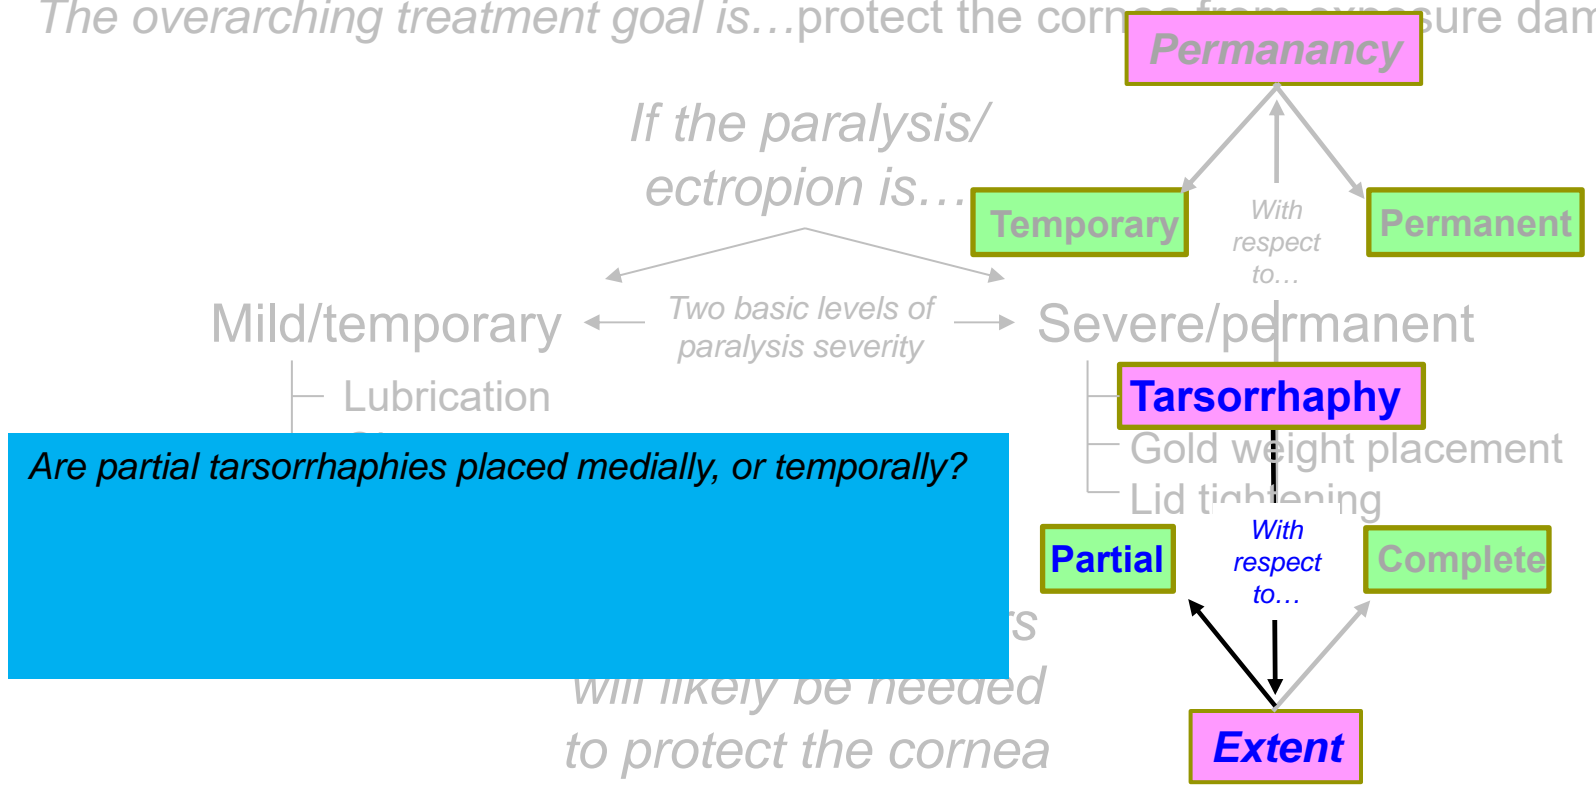 The overarching treatment goal is…protect the cornea from exposure dam
Permanancy
If the paralysis/
ectropion is…
Temporary
With
respect
to…
Permanent
Mild/temporary
Two basic levels of
paralysis severity
Severe/permanent
Lubrication
Tarsorrhaphy
Gold weight placement
Lid tightening
Are partial tarsorrhaphies placed medially, or temporally?
Partial
With
respect
to…
Complete
will likely be needed
to protect the cornea
Extent